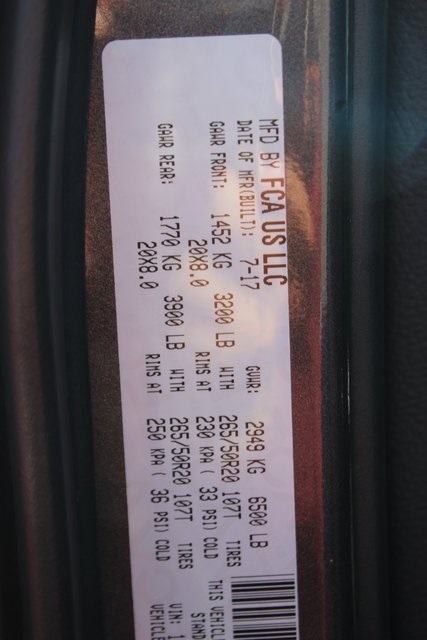 MFD BY FCA US LLC
DATE OF MFR(BUILT): 7-17 GVWR: 2949 KG 6500 LB
GAWR FRONT: 1452 KG 3200 LB WITH 265/50R20 107T TIRES
20X8.0 RIMS AT 230 KPA ( 33 PSI) COLD
GAWR REAR: 1770 KG 3900 LB WITH 265/50R20 107T TIRES
20X8.0 RIMS AT 250 KPA ( 36 PSI) COLD
THIS VEHICL
STAN
VIN: 1
VEHICLE